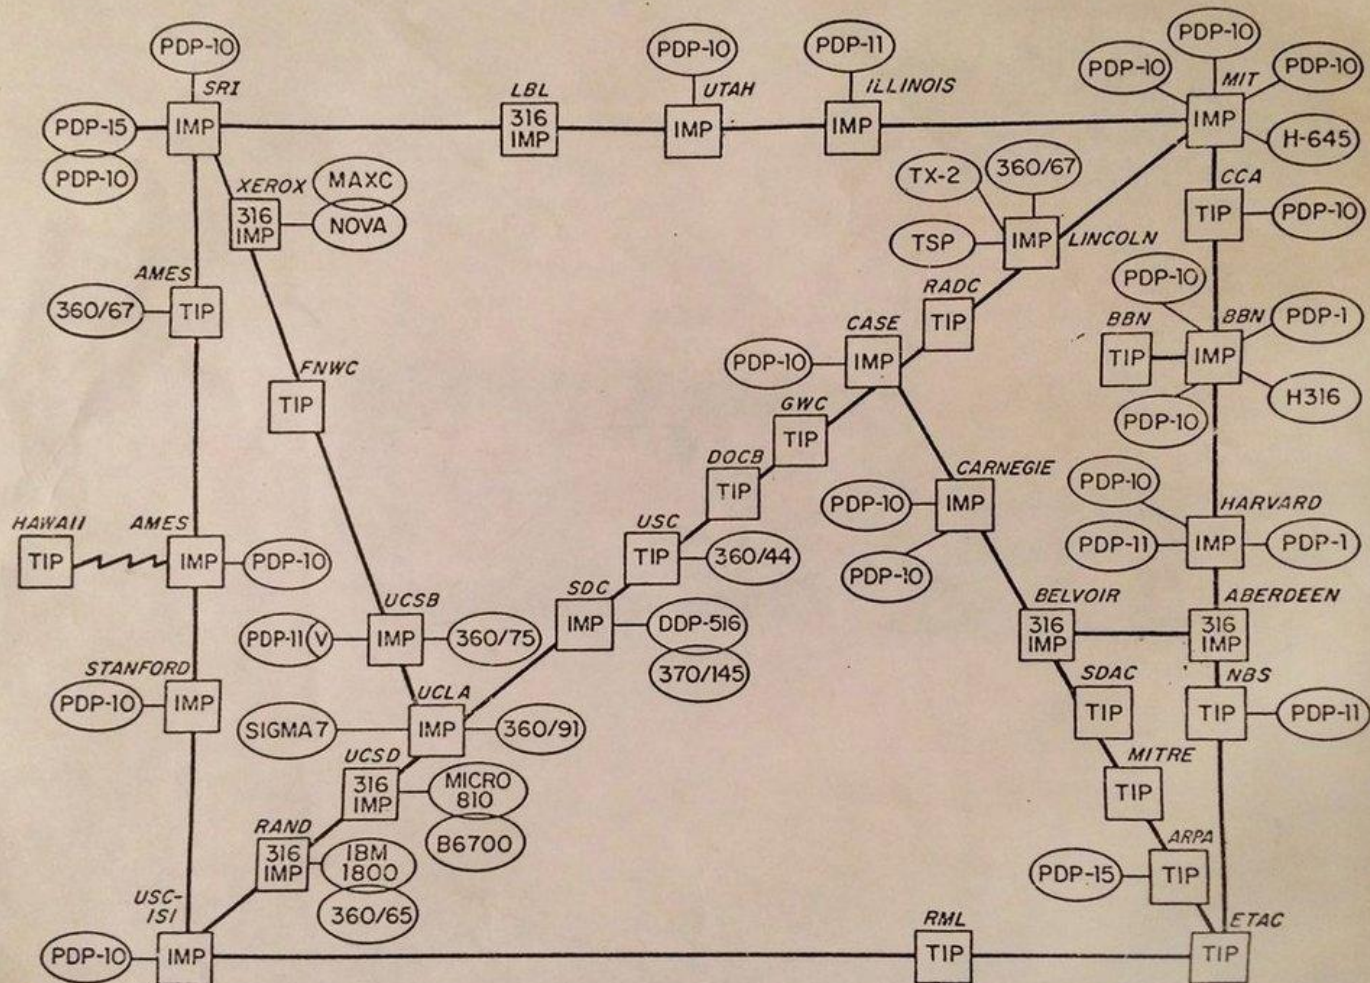 PDP-10
SRI
PDP-15
IMP
PDP-10
LBL
316
IMP
PDP-10
UTAH
IMP
PDP-11
ILLINOIS
IMP
PDP-10
PDP-10
PDP-10
MIT
IMP
H-645
XEROX
316
IMP
MAXC
NOVA
TX-2
360/67
TSP
IMP
LINCOLN
CCA
TIP
PDP-10
AMES
360/67
TIP
RADC
TIP
PDP-10
BBN
TIP
BBN
IMP
PDP-1
H316
PDP-10
CASE
PDP-10
IMP
FNWC
TIP
GWC
TIP
DOCB
TIP
CARNEGIE
PDP-10
IMP
PDP-10
PDP-10
HARVARD
PDP-11
IMP
PDP-1
HAWAII
TIP
AMES
IMP
PDP-10
USC
TIP
360/44
SDC
IMP
DDP-516
370/145
BELVOIR
316
IMP
ABERDEEN
316
IMP
UCSB
PDP-11
V
IMP
360/75
STANFORD
PDP-10
IMP
SDAC
TIP
NBS
TIP
PDP-11
UCLA
SIGMA 7
IMP
360/91
UCSD
316
IMP
MICRO
810
B6700
MITRE
TIP
RAND
316
IMP
IBM
1800
360/65
ARPA
PDP-15
TIP
USC-
ISI
PDP-10
IMP
RML
TIP
ETAC
TIP